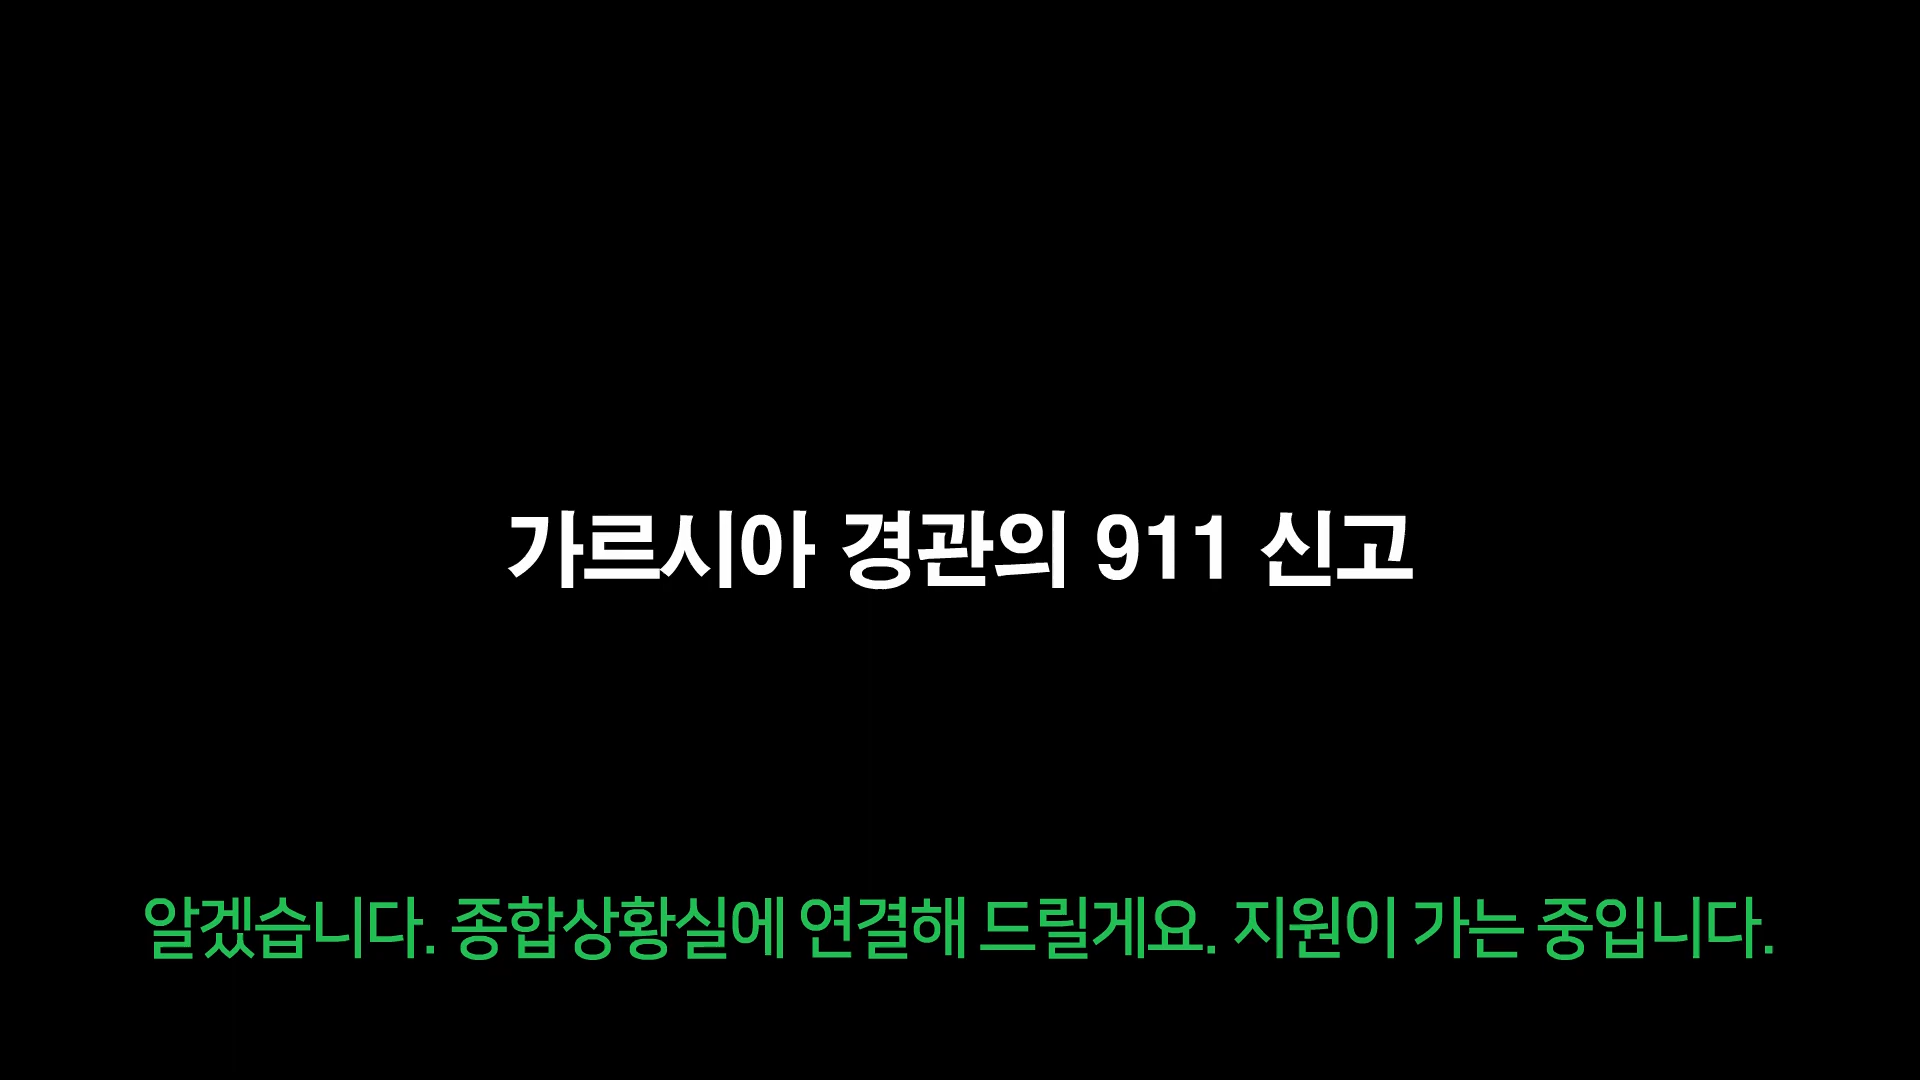 가르시아 경관의 911 신고
알겠습니다. 종합상황실에 연결해 드릴게요. 지원이 가는 중입니다.